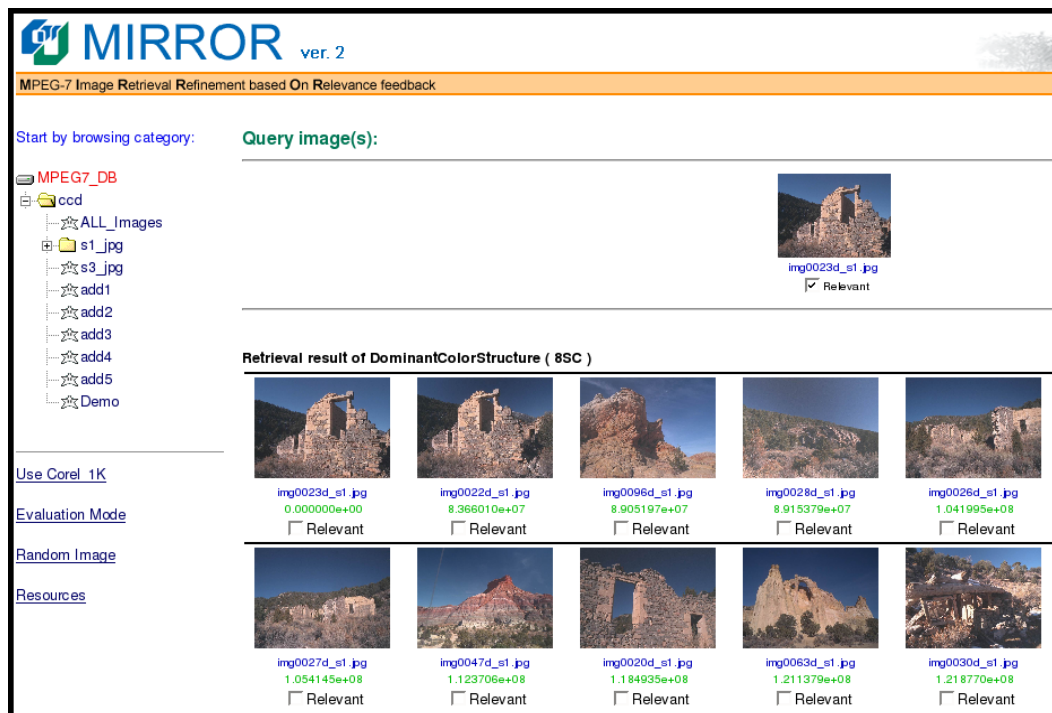 MIRROR ver. 2
MPEG-7 Image Retrieval Refinement based On Relevance feedback
Start by browsing category:
MPEG7_DB
ccd
ALL_Images
s1_jpg
s3_jpg
add1
add2
add3
add4
add5
Demo
Use Corel 1K
Evaluation Mode
Random Image
Resources
Query image(s):
img0023d_s1.jpg
Relevant
Retrieval result of DominantColorStructure ( 8SC )
img0023d_s1.jpg img0022d_s1.jpg img0096d_s1.jpg img0028d_s1.jpg img0026d_s1.jpg
0.000000e+00 8.366010e+07 8.905197e+07 8.915379e+07 1.041995e+08
Relevant Relevant Relevant Relevant Relevant
img0027d_s1.jpg img0047d_s1.jpg img0020d_s1.jpg img0063d_s1.jpg img0030d_s1.jpg
1.054145e+08 1.123706e+08 1.184935e+08 1.211379e+08 1.218770e+08
Relevant Relevant Relevant Relevant Relevant